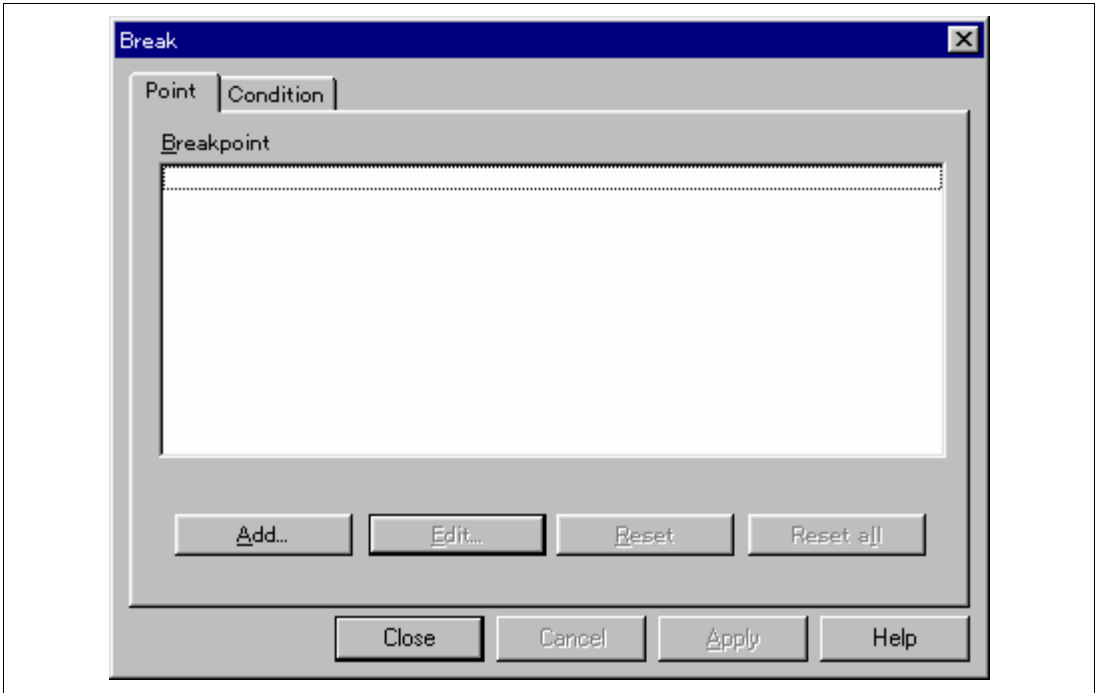 Break
Point Condition
Breakpoint
Add... Edit... Reset Reset all
Close Cancel Apply Help